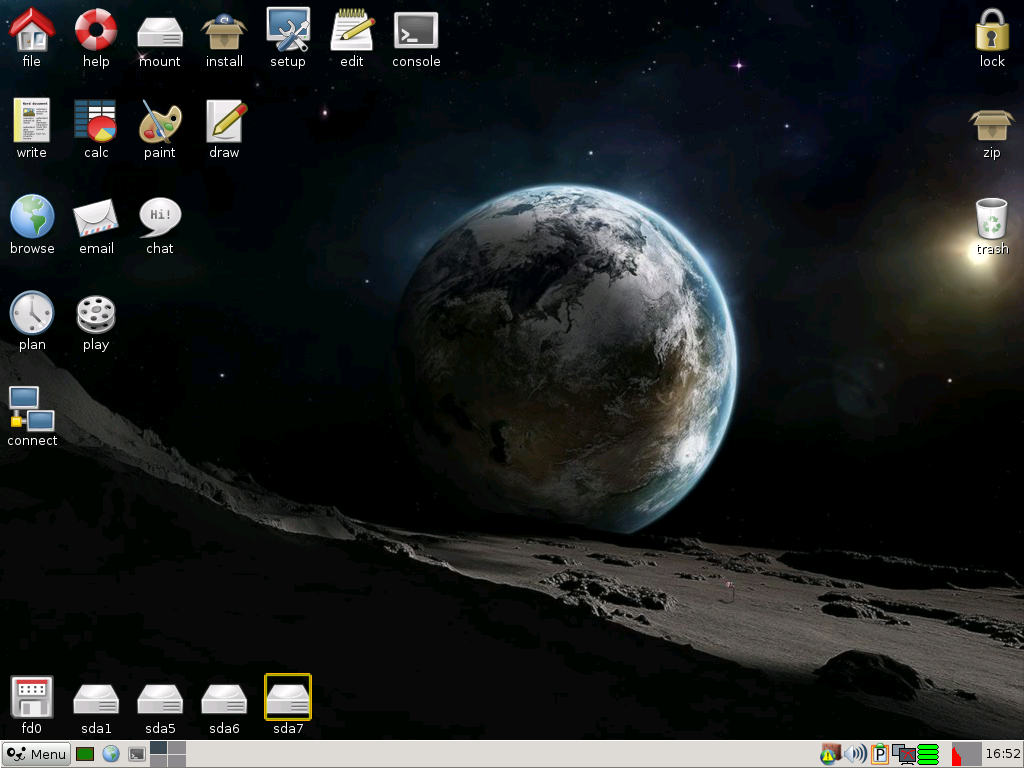 file help mount install setup edit console lock
write calc paint draw zip
Hi!
browse email chat trash
plan play
connect
fd0 sda1 sda5 sda6 sda7
Menu P 16:52